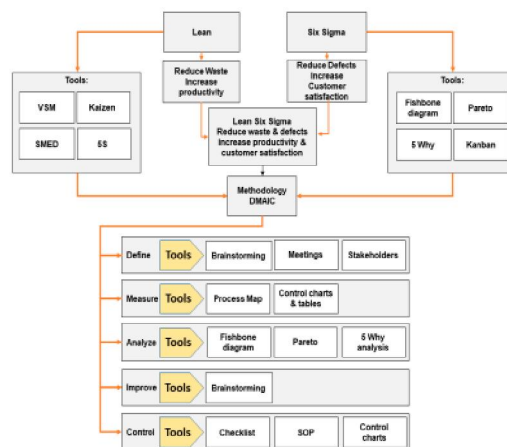 Lean
Six Sigma
Reduce Waste
Increase
productivity
Reduce Defects
Increase
Customer
satisfaction
Tools:
VSM
Kaizen
SMED
5S
Lean Six Sigma
Reduce waste & defects
Increase productivity &
customer satisfaction
Tools:
Fishbone
diagram
Pareto
5 Why
Kanban
Methodology
DMAIC
Define
Tools
Brainstorming
Meetings
Stakeholders
Measure
Tools
Process Map
Control charts
& tables
Analyze
Tools
Fishbone
diagram
Pareto
5 Why
analysis
Improve
Tools
Brainstorming
Control
Tools
Checklist
SOP
Control
charts